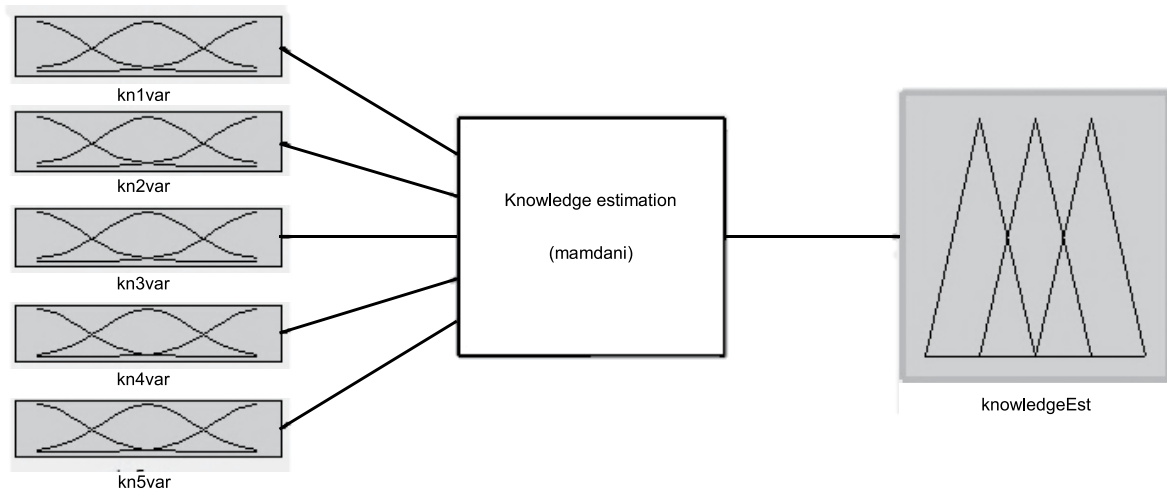 kn1var
kn2var
kn3var
kn4var
kn5var
Knowledge estimation
(mamdani)
knowledgeEst